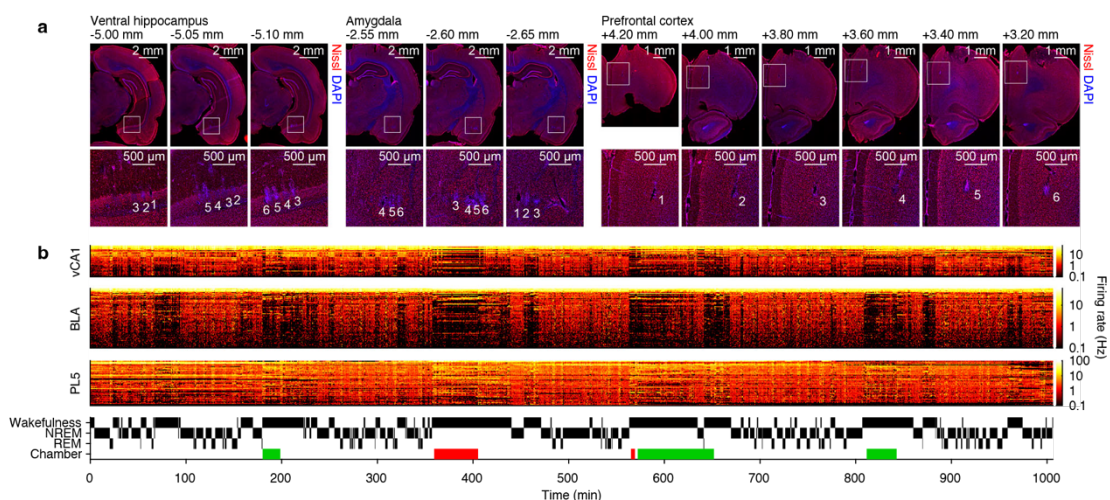 a
Ventral hippocampus Amygdala Prefrontal cortex
-5.00 mm -5.05 mm -5.10 mm -2.55 mm -2.60 mm -2.65 mm +4.20 mm +4.00 mm +3.80 mm +3.60 mm +3.40 mm +3.20 mm
2 mm 2 mm 2 mm 2 mm 2 mm 2 mm 1 mm 1 mm 1 mm 1 mm 1 mm 1 mm
Nissl DAPI Nissl DAPI Nissl DAPI
500 µm 500 µm 500 µm 500 µm 500 µm 500 µm 500 µm 500 µm 500 µm 500 µm 500 µm 500 µm
3 2 1 5 4 3 2 6 5 4 3 4 5 6 3 4 5 6 1 2 3 1 2 3 4 5 6
b
vCA1 10 1 0.1
BLA 10 1 0.1
PL5 100 10 1 0.1
Firing rate (Hz)
Wakefulness
NREM
REM
Chamber
0 100 200 300 400 500 600 700 800 900 1000
Time (min)